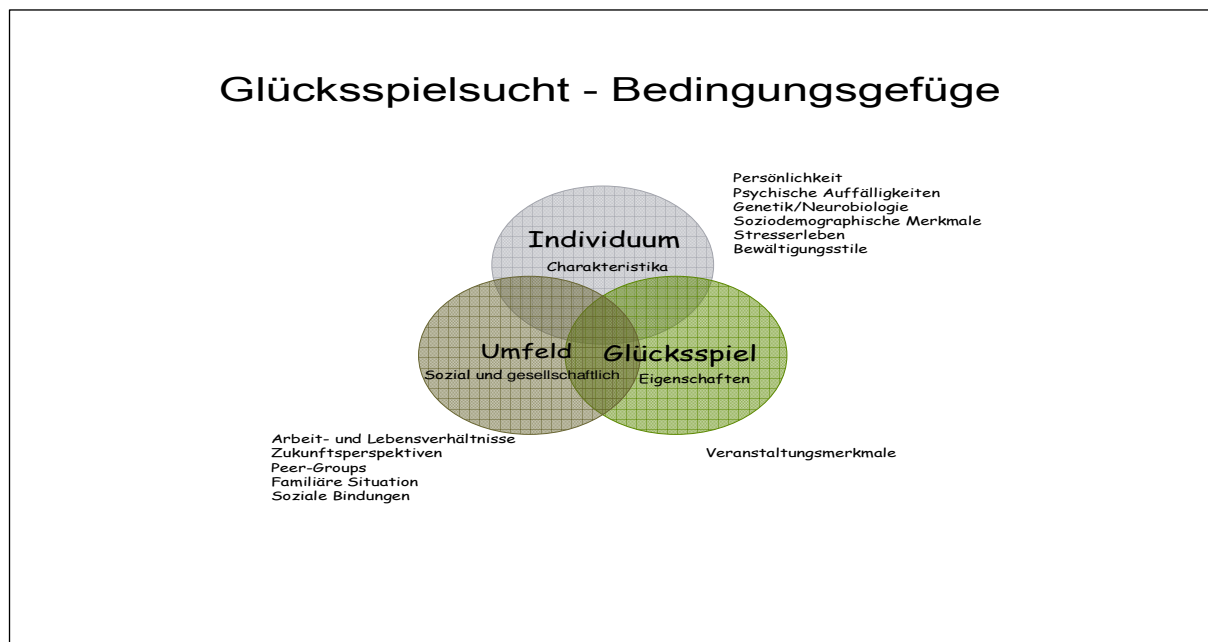 Glücksspielsucht - Bedingungsgefüge
Persönlichkeit
Psychische Auffälligkeiten
Genetik/Neurobiologie
Soziodemographische Merkmale
Stresserleben
Bewältigungsstile
Individuum
Charakteristika
Umfeld
Sozial und gesellschaftlich
Glücksspiel
Eigenschaften
Arbeit- und Lebensverhältnisse
Zukunftsperspektiven
Peer-Groups
Familiäre Situation
Soziale Bindungen
Veranstaltungsmerkmale